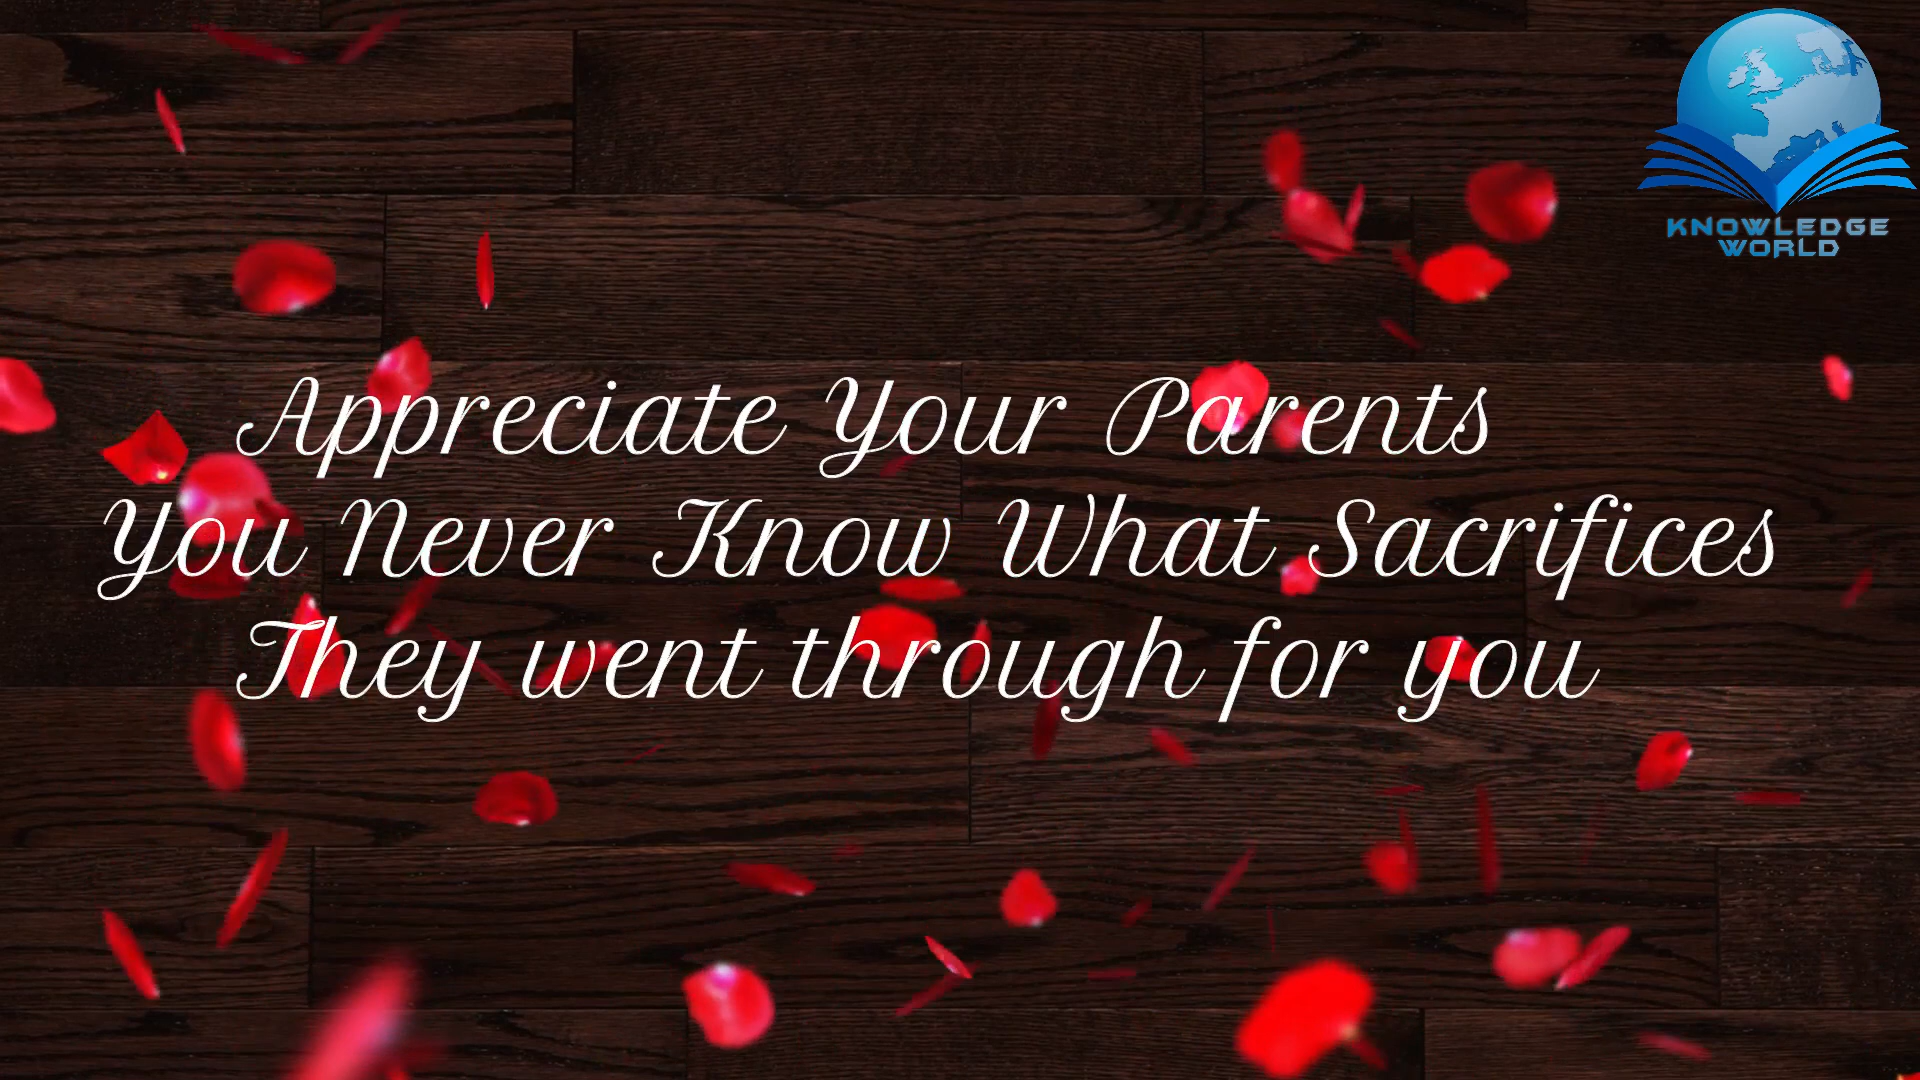 KNOWLEDGE
WORLD
Appreciate Your Parents
You Never Know What Sacrifices
They went through for you